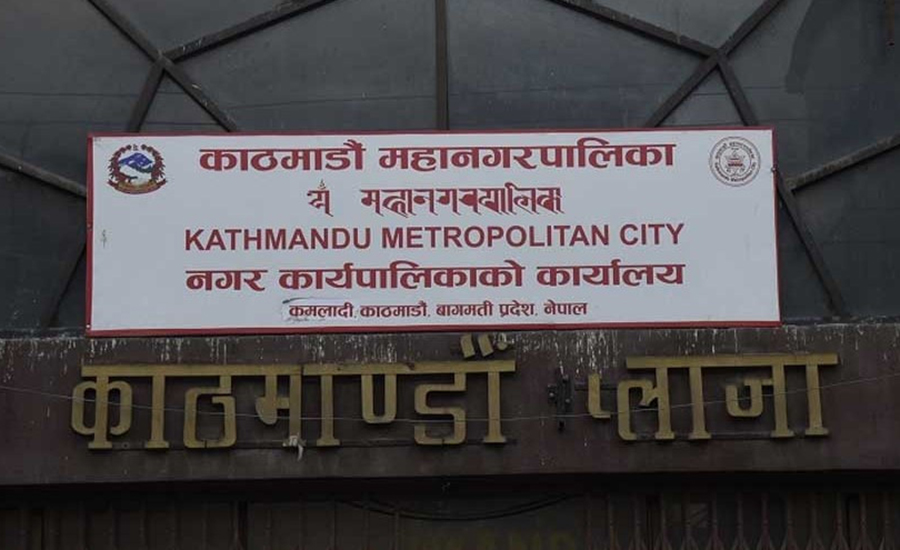 काठमाडौं महानगरपालिका
KATHMANDU METROPOLITAN CITY
नगर कार्यपालिकाको कार्यालय
कमलादी, काठमाडौं, बागमती प्रदेश, नेपाल
काठमाण्डौं प्लाजा